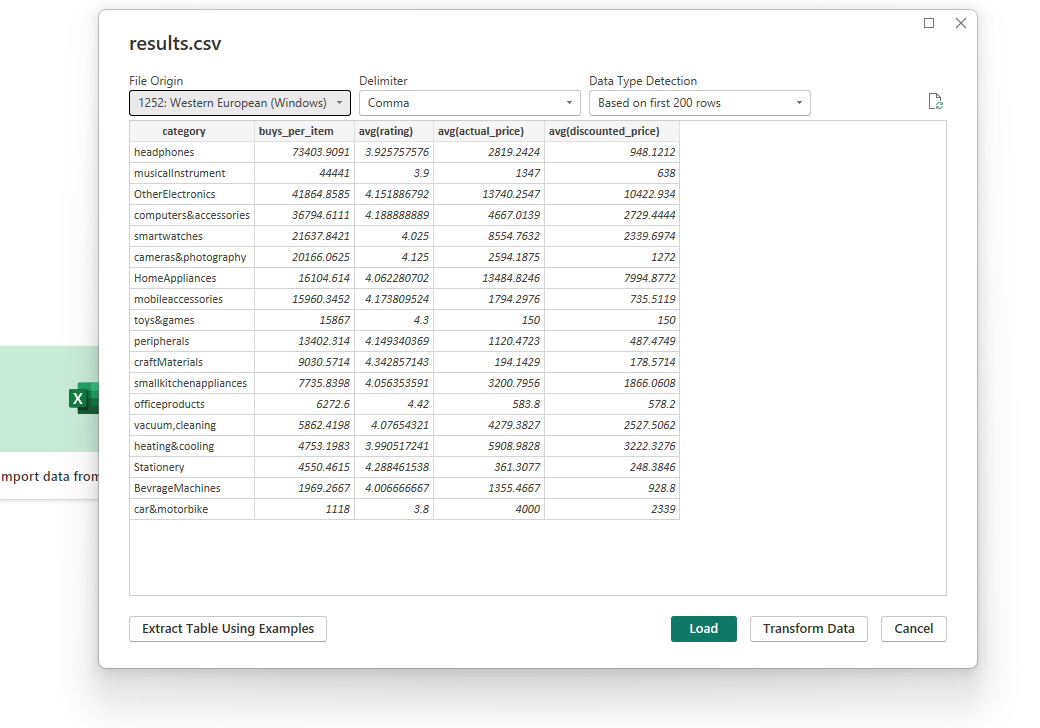 results.csv
File Origin Delimiter Data Type Detection
1252: Western European (Windows) Comma Based on first 200 rows
category buys_per_item avg(rating) avg(actual_price) avg(discounted_price)
headphones 73403.9091 3.925757576 2819.2424 948.1212
musicalInstrument 44441 3.9 1347 638
OtherElectronics 41864.8585 4.151886792 13740.2547 10422.934
computers&accessories 36794.6111 4.188888889 4667.0139 2729.4444
smartwatches 21637.8421 4.025 8554.7632 2339.6974
cameras&photography 20166.0625 4.125 2594.1875 1272
HomeAppliances 16104.614 4.062280702 13484.8246 7994.8772
mobileaccessories 15960.3452 4.173809524 1794.2976 735.5119
toys&games 15867 4.3 150 150
peripherals 13402.314 4.149340369 1120.4723 487.4749
craftMaterials 9030.5714 4.342857143 194.1429 178.5714
smallkitchenappliances 7735.8398 4.056353591 3200.7956 1866.0608
officeproducts 6272.6 4.42 583.8 578.2
vacuum,cleaning 5862.4198 4.07654321 4279.3827 2527.5062
heating&cooling 4753.1983 3.990517241 5908.9828 3222.3276
Stationery 4550.4615 4.288461538 361.3077 248.3846
BevrageMachines 1969.2667 4.006666667 1355.4667 928.8
car&motorbike 1118 3.8 4000 2339
X
mport data from
Extract Table Using Examples Load Transform Data Cancel